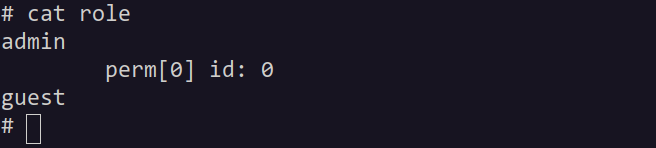 # cat role
admin
        perm[0] id: 0
guest
#